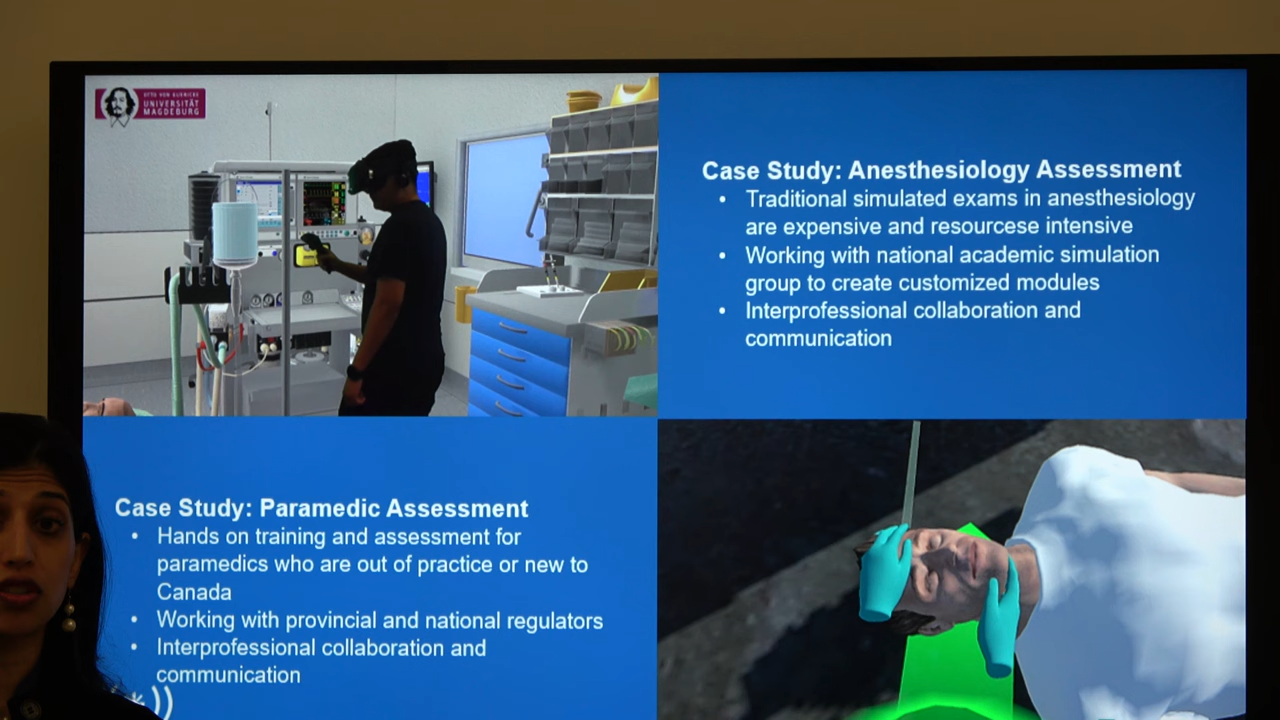 OTTO VON GUERICKE
UNIVERSITÄT
MAGDEBURG
Case Study: Anesthesiology Assessment
• Traditional simulated exams in anesthesiology
are expensive and resourcese intensive
• Working with national academic simulation
group to create customized modules
• Interprofessional collaboration and
communication
Case Study: Paramedic Assessment
• Hands on training and assessment for
paramedics who are out of practice or new to
Canada
• Working with provincial and national regulators
• Interprofessional collaboration and
communication